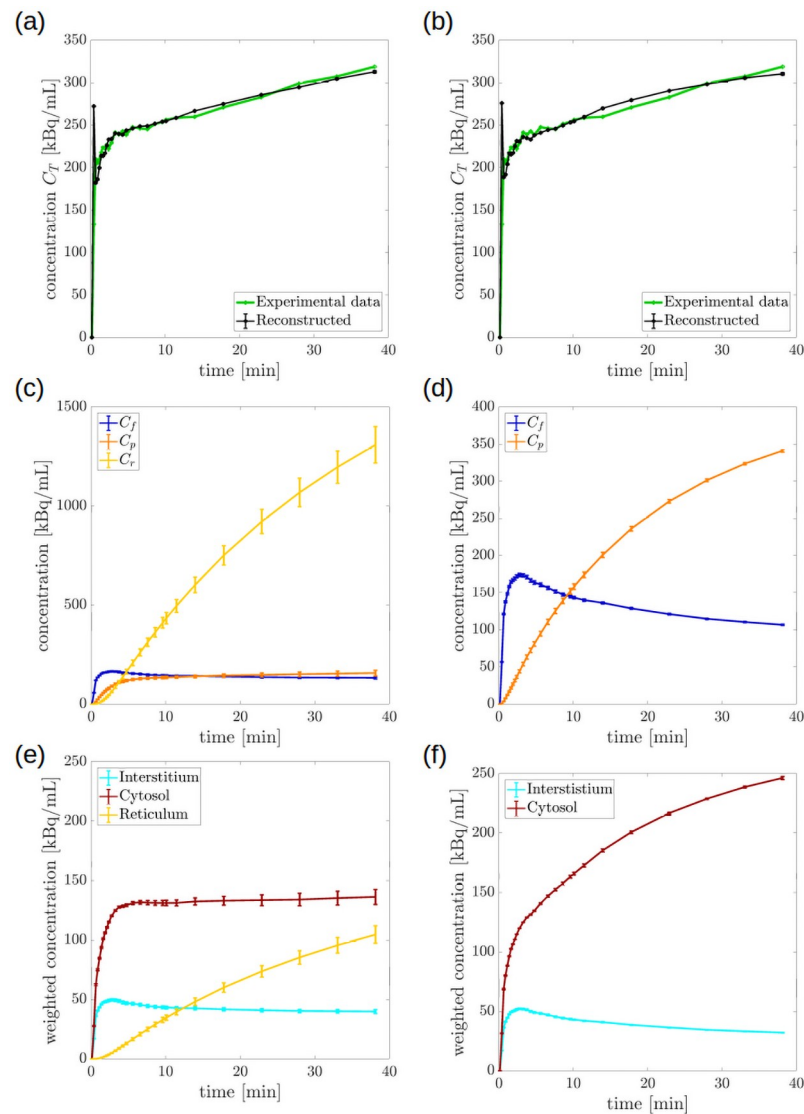 (a)
(b)
350
300
250
200
150
100
50
0
concentration C_T [kBq/mL]
Experimental data
Reconstructed
0 10 20 30 40
time [min]
350
300
250
200
150
100
50
0
concentration C_T [kBq/mL]
Experimental data
Reconstructed
0 10 20 30 40
time [min]
(c)
(d)
1500
1000
500
0
concentration [kBq/mL]
C_f
C_p
C_r
0 10 20 30 40
time [min]
400
350
300
250
200
150
100
50
0
concentration [kBq/mL]
C_f
C_p
0 10 20 30 40
time [min]
(e)
(f)
250
200
150
100
50
0
weighted concentration [kBq/mL]
Interstitium
Cytosol
Reticulum
0 10 20 30 40
time [min]
250
200
150
100
50
0
weighted concentration [kBq/mL]
Interstistium
Cytosol
0 10 20 30 40
time [min]